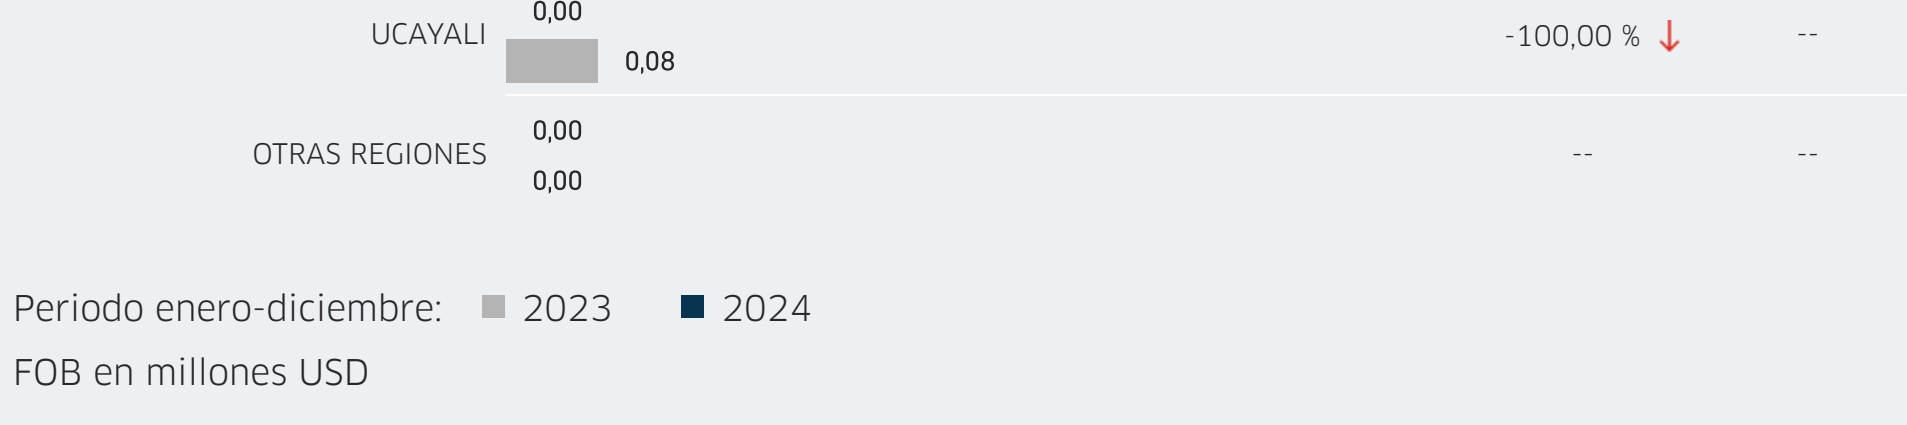 0,00
UCAYALI -100,00 % --
0,08
0,00
OTRAS REGIONES -- --
0,00
Periodo enero-diciembre: 2023 2024
FOB en millones USD